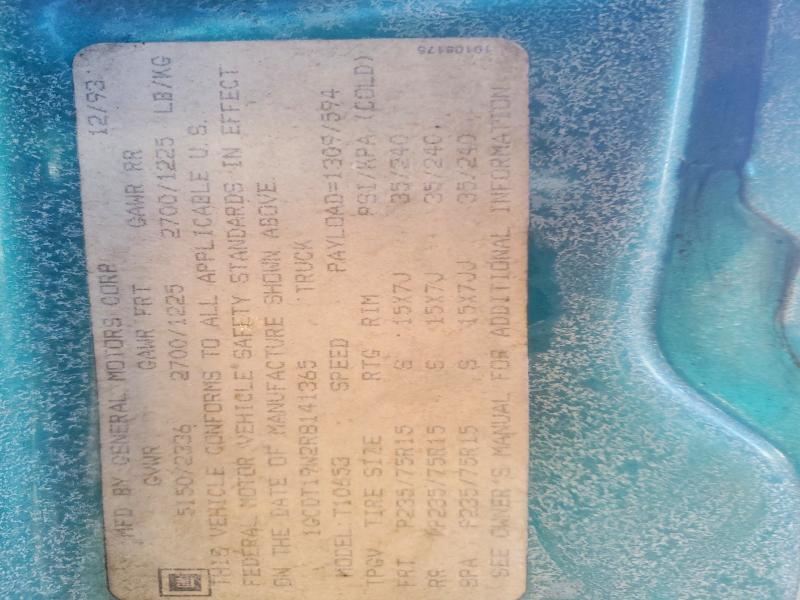 MFD BY GENERAL MOTORS CORP 12/93
GVWR GAWR FRT GAWR RR
5150/2336 2700/1225 2700/1225 LB/KG
THIS VEHICLE CONFORMS TO ALL APPLICABLE U.S.
FEDERAL MOTOR VEHICLE SAFETY STANDARDS IN EFFECT
ON THE DATE OF MANUFACTURE SHOWN ABOVE.
1GCDT19W2R8141365 TRUCK
MODEL T10653 SPEED PAYLOAD=1309/594
TPGV TIRE SIZE RTG RIM PSI/KPA (COLD)
FRT P235/75R15 S 15X7J 35/240
RR P235/75R15 S 15X7J 35/240
SPA P235/75R15 S 15X7JJ 35/240
SEE OWNER'S MANUAL FOR ADDITIONAL INFORMATION
GM